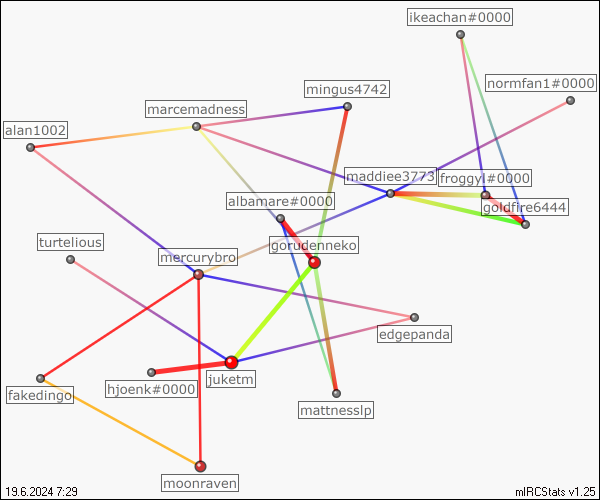 ikeachan#0000
normfan1#0000
mingus4742
marcemadness
alan1002
maddiee3773
froggyl#0000
albamare#0000
goldfire6444
turtelious
gorudenneko
mercurybro
edgepanda
juketm
hjoenk#0000
fakedingo
mattnesslp
moonraven
19.6.2024 7:29
mIRCStats v1.25